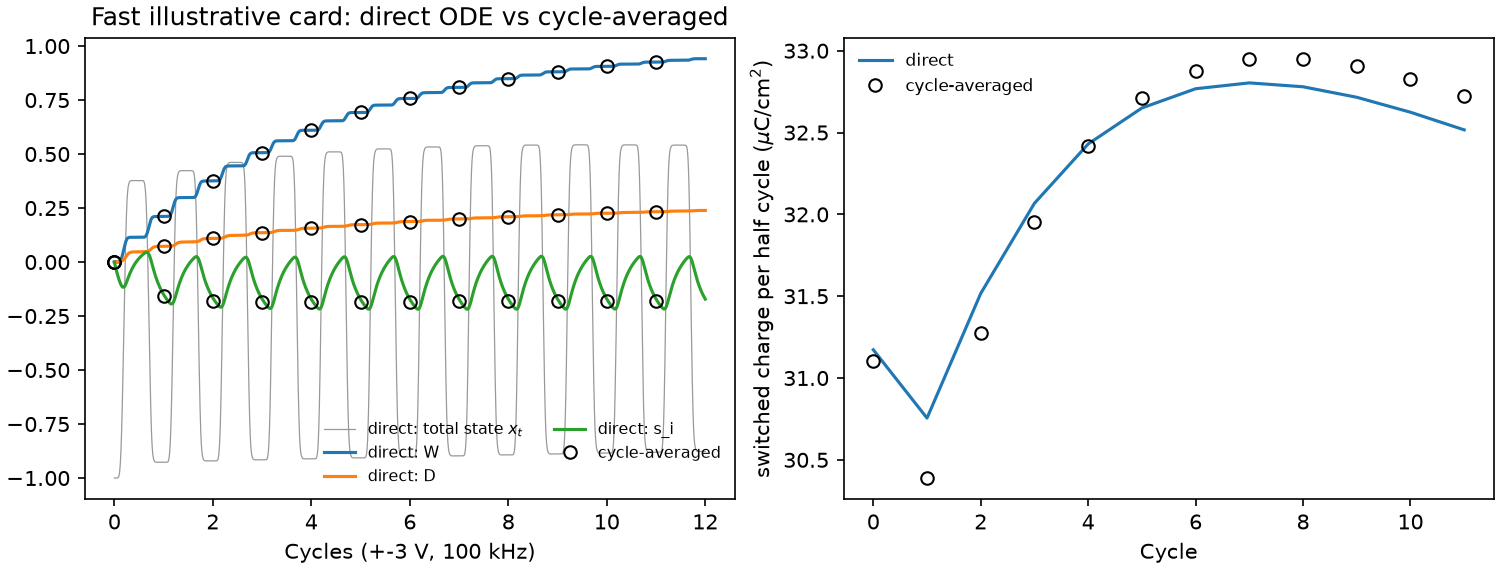 Fast illustrative card: direct ODE vs cycle-averaged
1.00
0.75
0.50
0.25
0.00
−0.25
−0.50
−0.75
−1.00
direct: total state x_t
direct: W
direct: D
direct: s_i
cycle-averaged
0 2 4 6 8 10 12
Cycles (+-3 V, 100 kHz)
switched charge per half cycle (μC/cm²)
33.0
32.5
32.0
31.5
31.0
30.5
direct
cycle-averaged
0 2 4 6 8 10
Cycle